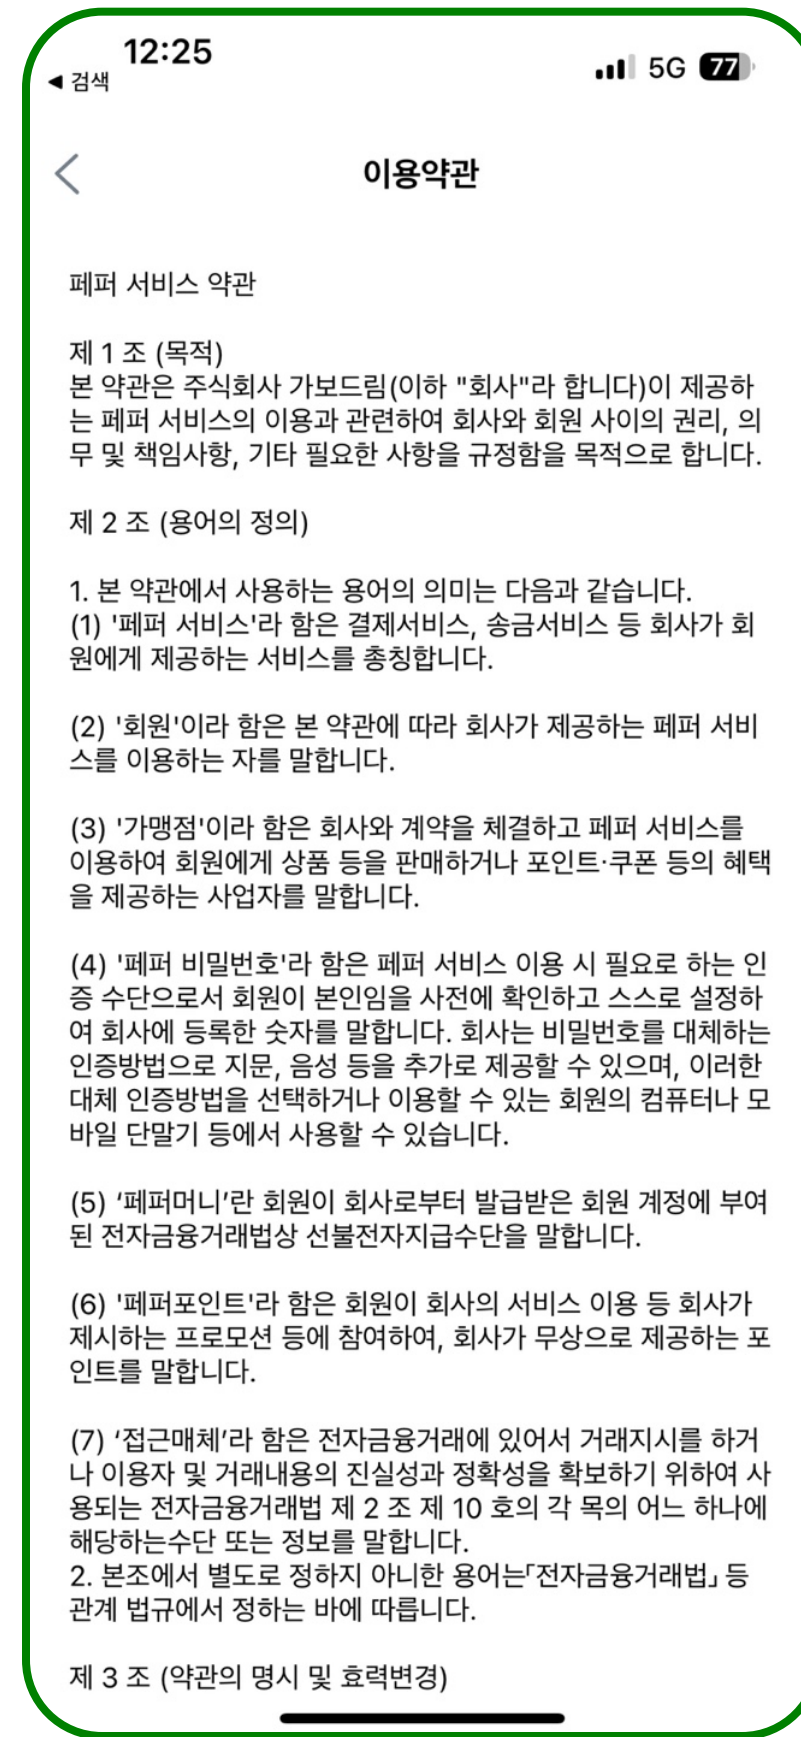 12:25
◀ 검색
5G 77
이용약관
페퍼 서비스 약관
제 1 조 (목적)
본 약관은 주식회사 가보드림(이하 "회사"라 합니다)이 제공하
는 페퍼 서비스의 이용과 관련하여 회사와 회원 사이의 권리, 의
무 및 책임사항, 기타 필요한 사항을 규정함을 목적으로 합니다.
제 2 조 (용어의 정의)
1. 본 약관에서 사용하는 용어의 의미는 다음과 같습니다.
(1) '페퍼 서비스'라 함은 결제서비스, 송금서비스 등 회사가 회
원에게 제공하는 서비스를 총칭합니다.
(2) '회원'이라 함은 본 약관에 따라 회사가 제공하는 페퍼 서비
스를 이용하는 자를 말합니다.
(3) '가맹점'이라 함은 회사와 계약을 체결하고 페퍼 서비스를
이용하여 회원에게 상품 등을 판매하거나 포인트·쿠폰 등의 혜택
을 제공하는 사업자를 말합니다.
(4) '페퍼 비밀번호'라 함은 페퍼 서비스 이용 시 필요로 하는 인
증 수단으로서 회원이 본인임을 사전에 확인하고 스스로 설정하
여 회사에 등록한 숫자를 말합니다. 회사는 비밀번호를 대체하는
인증방법으로 지문, 음성 등을 추가로 제공할 수 있으며, 이러한
대체 인증방법을 선택하거나 이용할 수 있는 회원의 컴퓨터나 모
바일 단말기 등에서 사용할 수 있습니다.
(5) ‘페퍼머니’란 회원이 회사로부터 발급받은 회원 계정에 부여
된 전자금융거래법상 선불전자지급수단을 말합니다.
(6) '페퍼포인트'라 함은 회원이 회사의 서비스 이용 등 회사가
제시하는 프로모션 등에 참여하여, 회사가 무상으로 제공하는 포
인트를 말합니다.
(7) ‘접근매체’라 함은 전자금융거래에 있어서 거래지시를 하거
나 이용자 및 거래내용의 진실성과 정확성을 확보하기 위하여 사
용되는 전자금융거래법 제 2 조 제 10 호의 각 목의 어느 하나에
해당하는수단 또는 정보를 말합니다.
2. 본조에서 별도로 정하지 아니한 용어는「전자금융거래법」 등
관계 법규에서 정하는 바에 따릅니다.
제 3 조 (약관의 명시 및 효력변경)